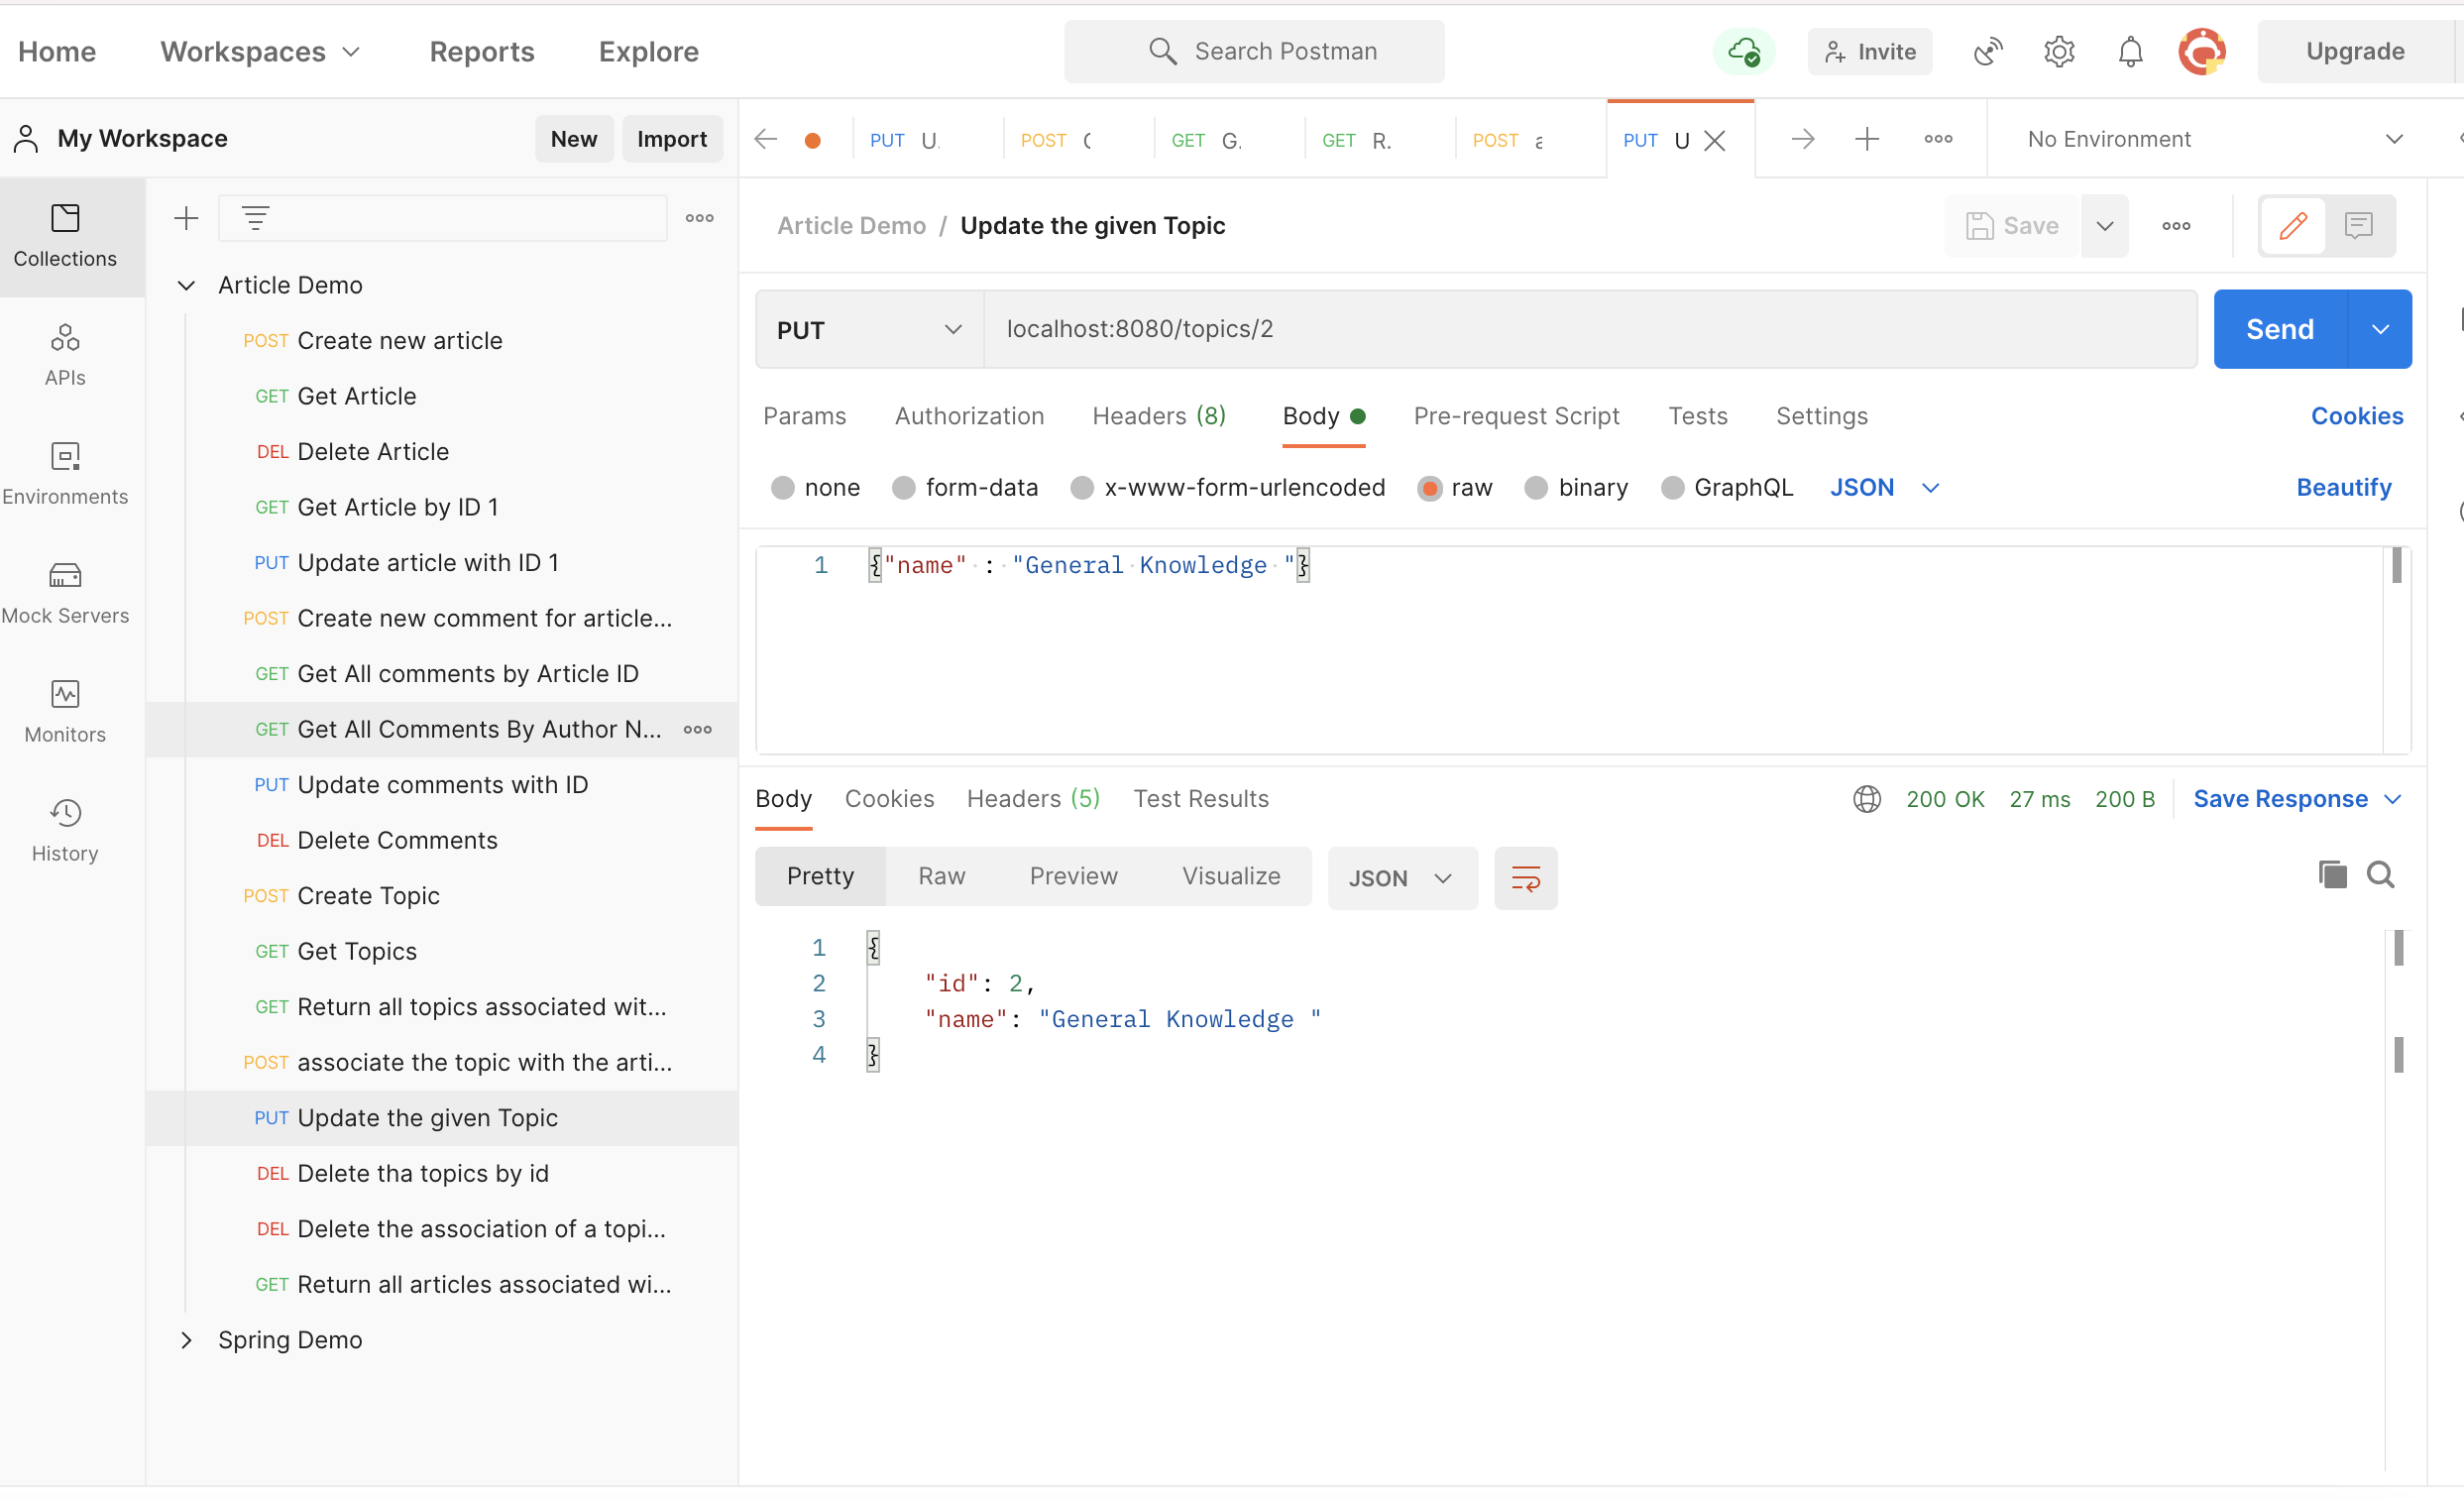 Home Workspaces Reports Explore Search Postman Invite Upgrade
My Workspace New Import PUT U. POST GET G. GET R. POST PUT U No Environment
Collections
APIs
Environments
Mock Servers
Monitors
History
Article Demo
POST Create new article
GET Get Article
DEL Delete Article
GET Get Article by ID 1
PUT Update article with ID 1
POST Create new comment for article...
GET Get All comments by Article ID
GET Get All Comments By Author N...
PUT Update comments with ID
DEL Delete Comments
POST Create Topic
GET Get Topics
GET Return all topics associated wit...
POST associate the topic with the arti...
PUT Update the given Topic
DEL Delete tha topics by id
DEL Delete the association of a topi...
GET Return all articles associated wi...
Spring Demo
Article Demo / Update the given Topic Save
PUT localhost:8080/topics/2 Send
Params Authorization Headers (8) Body Pre-request Script Tests Settings Cookies
none form-data x-www-form-urlencoded raw binary GraphQL JSON Beautify
1 {"name" : "General Knowledge "}
Body Cookies Headers (5) Test Results 200 OK 27 ms 200 B Save Response
Pretty Raw Preview Visualize JSON
1 {
2 "id": 2,
3 "name": "General Knowledge "
4 }